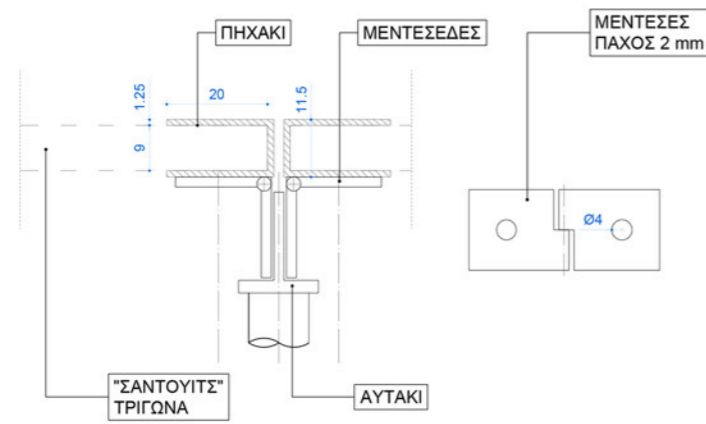 ΠΗΧΑΚΙ
ΜΕΝΤΕΣΕΔΕΣ
ΜΕΝΤΕΣΕΣ
ΠΑΧΟΣ 2 mm
1.25
20
11.5
9
Ø4
"ΣΑΝΤΟΥΙΤΣ"
ΤΡΙΓΩΝΑ
ΑΥΤΑΚΙ